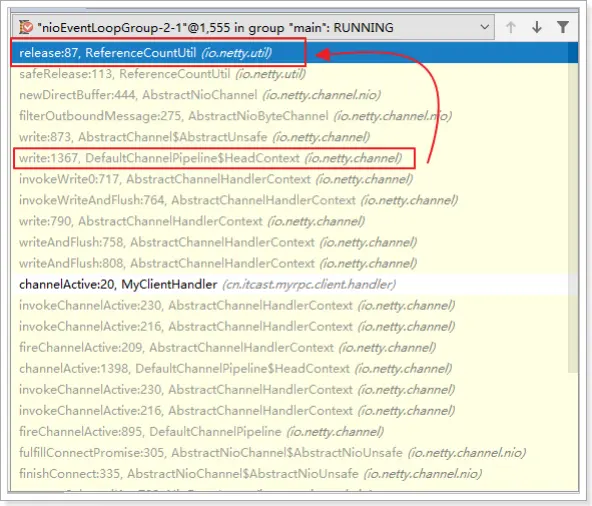 "nioEventLoopGroup-2-1"@1,555 in group "main": RUNNING
release:87, ReferenceCountUtil (io.netty.util)
safeRelease:113, ReferenceCountUtil (io.netty.util)
newDirectBuffer:444, AbstractNioChannel (io.netty.channel.nio)
filterOutboundMessage:275, AbstractNioByteChannel (io.netty.channel.nio)
write:873, AbstractChannel$AbstractUnsafe (io.netty.channel)
write:1367, DefaultChannelPipeline$HeadContext (io.netty.channel)
invokeWrite0:717, AbstractChannelHandlerContext (io.netty.channel)
invokeWriteAndFlush:764, AbstractChannelHandlerContext (io.netty.channel)
write:790, AbstractChannelHandlerContext (io.netty.channel)
writeAndFlush:758, AbstractChannelHandlerContext (io.netty.channel)
writeAndFlush:808, AbstractChannelHandlerContext (io.netty.channel)
channelActive:20, MyClientHandler (cn.itcast.myrpc.client.handler)
invokeChannelActive:230, AbstractChannelHandlerContext (io.netty.channel)
invokeChannelActive:216, AbstractChannelHandlerContext (io.netty.channel)
fireChannelActive:209, AbstractChannelHandlerContext (io.netty.channel)
channelActive:1398, DefaultChannelPipeline$HeadContext (io.netty.channel)
invokeChannelActive:230, AbstractChannelHandlerContext (io.netty.channel)
invokeChannelActive:216, AbstractChannelHandlerContext (io.netty.channel)
fireChannelActive:895, DefaultChannelPipeline (io.netty.channel)
fulfillConnectPromise:305, AbstractNioChannel$AbstractNioUnsafe (io.netty.channel.nio)
finishConnect:335, AbstractNioChannel$AbstractNioUnsafe (io.netty.channel.nio)